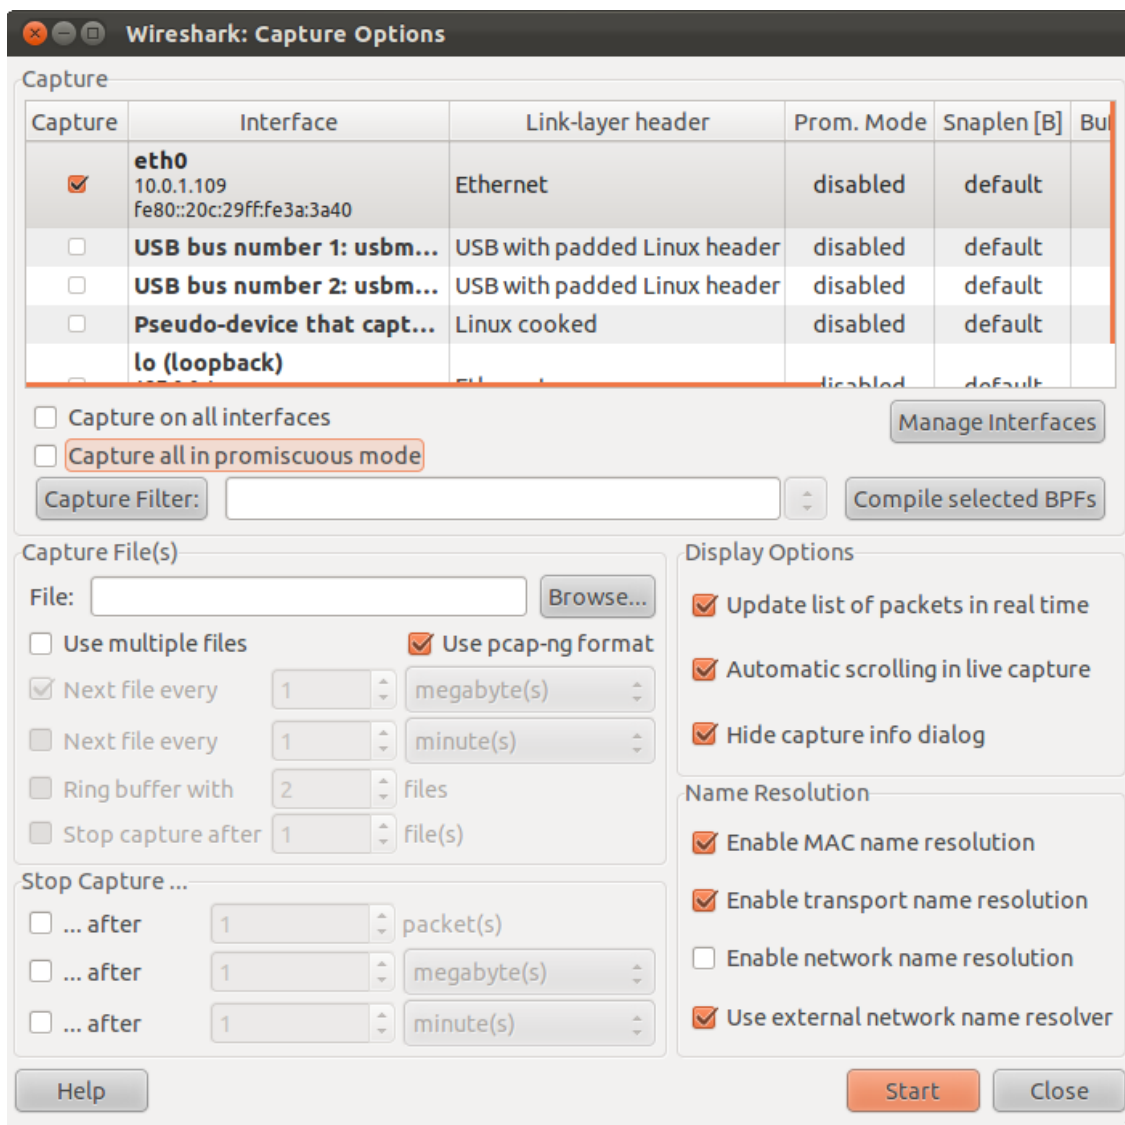 Wireshark: Capture Options
Capture
Capture Interface Link-layer header Prom. Mode Snaplen [B]
eth0
10.0.1.109
fe80::20c:29ff:fe3a:3a40
Ethernet disabled default
USB bus number 1: usbm... USB with padded Linux header disabled default
USB bus number 2: usbm... USB with padded Linux header disabled default
Pseudo-device that capt... Linux cooked disabled default
lo (loopback)
disabled default
Capture on all interfaces
Manage Interfaces
Capture all in promiscuous mode
Capture Filter: Compile selected BPFs
Capture File(s)
File: Browse...
Use multiple files Use pcap-ng format
Next file every 1 megabyte(s)
Next file every 1 minute(s)
Ring buffer with 2 files
Stop capture after 1 file(s)
Stop Capture ...
... after 1 packet(s)
... after 1 megabyte(s)
... after 1 minute(s)
Display Options
Update list of packets in real time
Automatic scrolling in live capture
Hide capture info dialog
Name Resolution
Enable MAC name resolution
Enable transport name resolution
Enable network name resolution
Use external network name resolver
Help Start Close